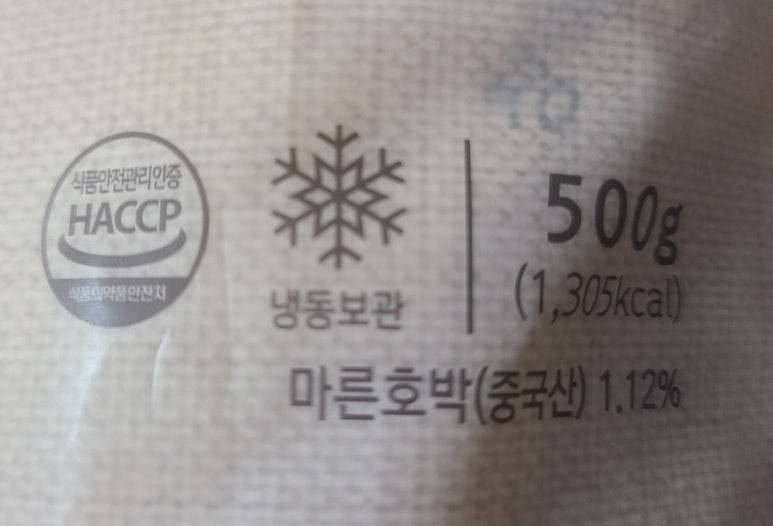 식품안전관리인증
HACCP
식품의약품안전처
냉동보관
500g
(1,305kcal)
마른호박(중국산) 1.12%